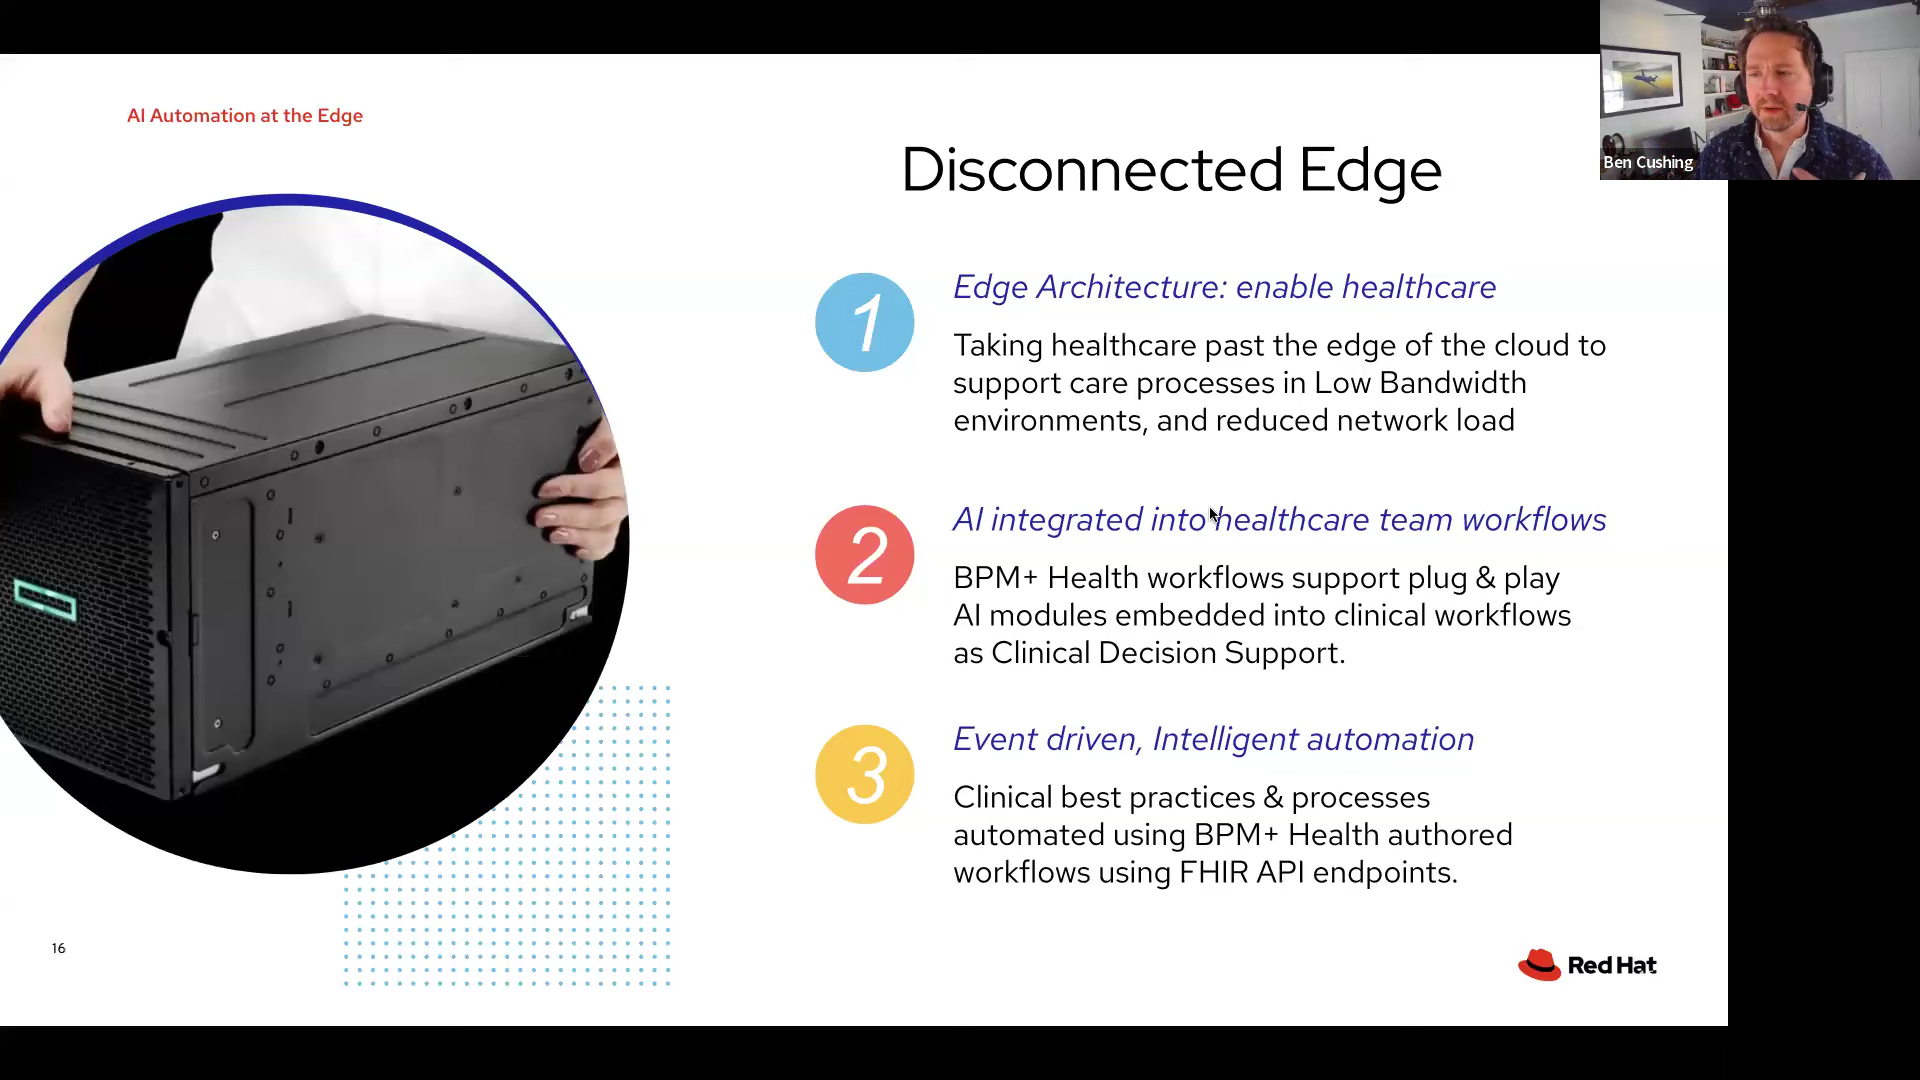 AI Automation at the Edge
Ben Cushing
Disconnected Edge
1
Edge Architecture: enable healthcare
Taking healthcare past the edge of the cloud to
support care processes in Low Bandwidth
environments, and reduced network load
2
AI integrated into healthcare team workflows
BPM+ Health workflows support plug & play
AI modules embedded into clinical workflows
as Clinical Decision Support.
3
Event driven, Intelligent automation
Clinical best practices & processes
automated using BPM+ Health authored
workflows using FHIR API endpoints.
16
Red Hat